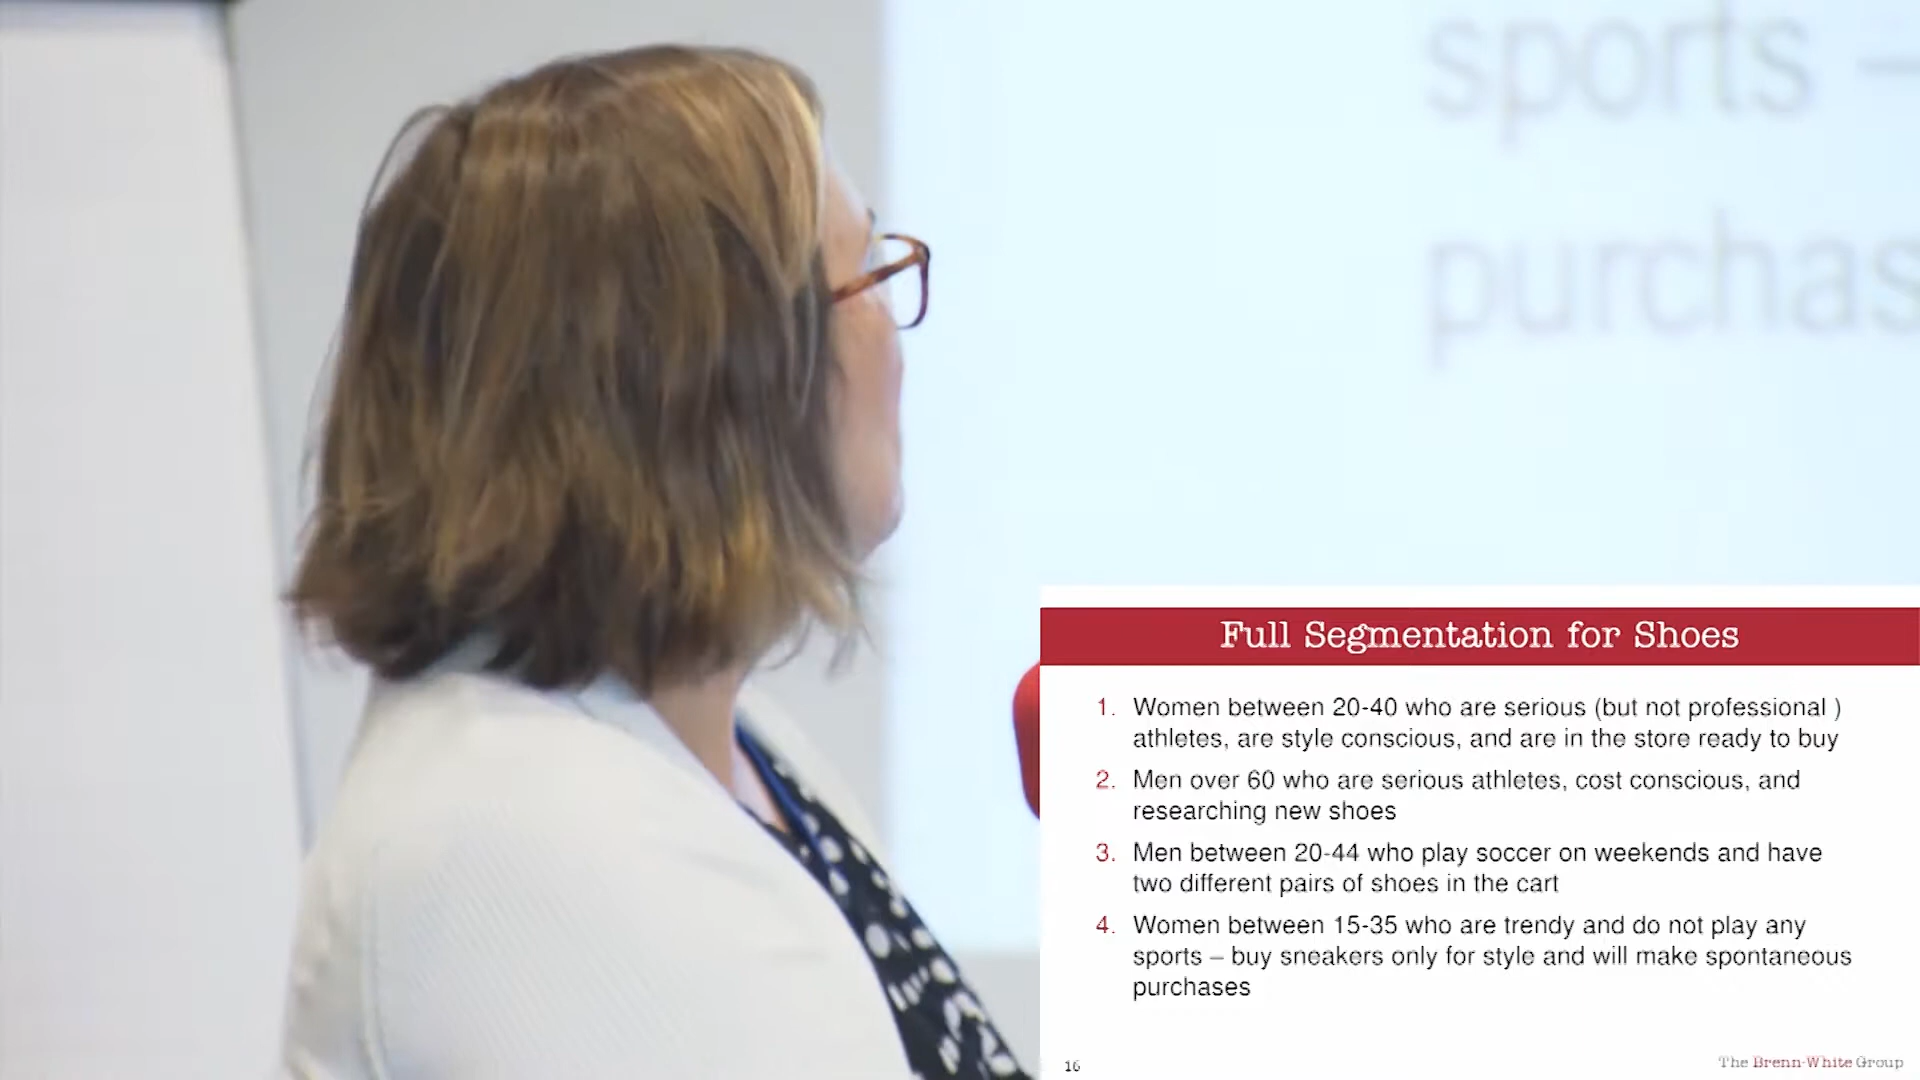 sports –
purchas
Full Segmentation for Shoes
1. Women between 20-40 who are serious (but not professional )
athletes, are style conscious, and are in the store ready to buy
2. Men over 60 who are serious athletes, cost conscious, and
researching new shoes
3. Men between 20-44 who play soccer on weekends and have
two different pairs of shoes in the cart
4. Women between 15-35 who are trendy and do not play any
sports – buy sneakers only for style and will make spontaneous
purchases
16
The Brenn-White Group